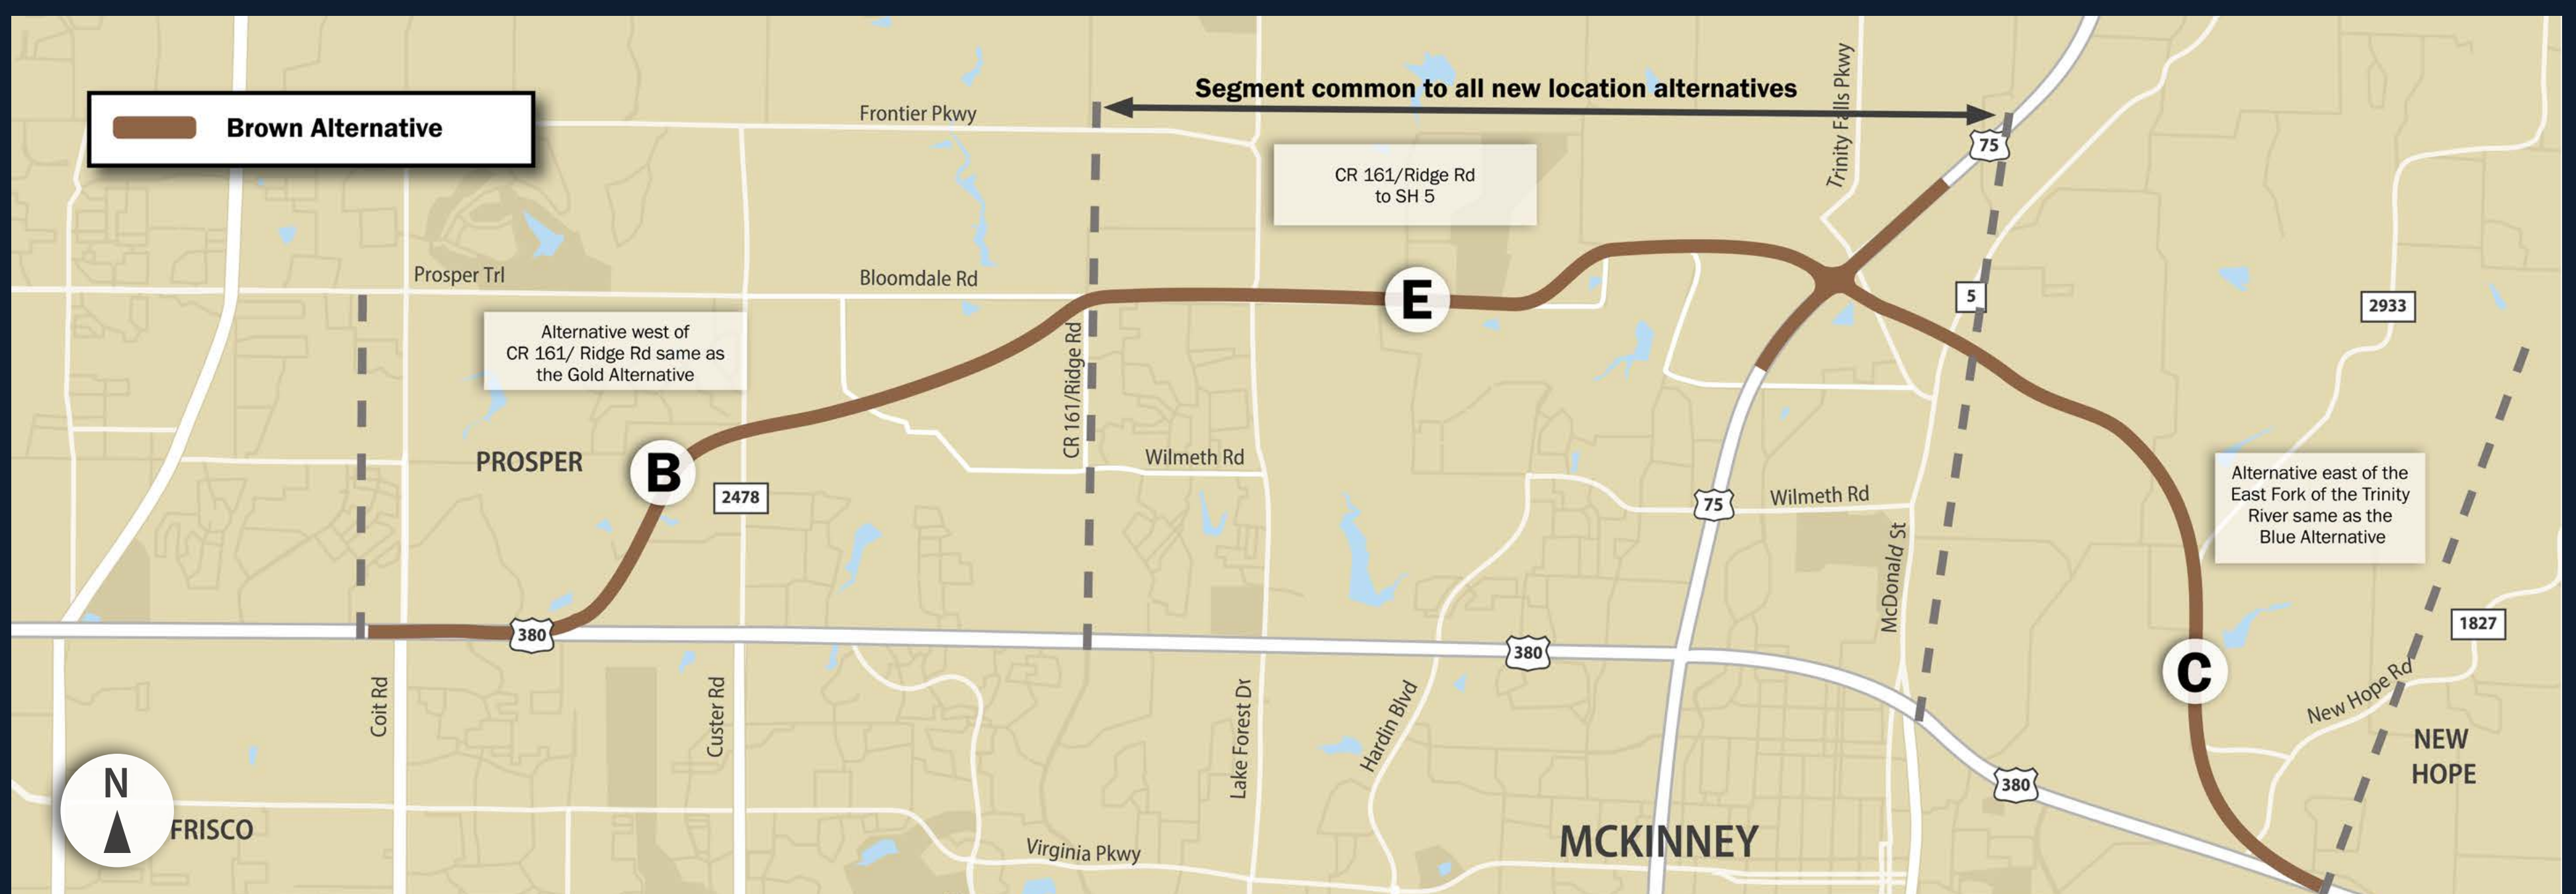 Brown Alternative
Segment common to all new location alternatives
Frontier Pkwy
Trinity Falls Pkwy
75
CR 161/Ridge Rd
to SH 5
Prosper Trl
Bloomdale Rd
E
5
2933
Alternative west of
CR 161/ Ridge Rd same as
the Gold Alternative
CR 161/Ridge Rd
PROSPER
B
2478
Wilmeth Rd
75
Wilmeth Rd
Alternative east of the
East Fork of the Trinity
River same as the
Blue Alternative
McDonald St
380
380
1827
C
New Hope Rd
Coit Rd
Custer Rd
Lake Forest Dr
Hardin Blvd
NEW
HOPE
380
N
FRISCO
Virginia Pkwy
MCKINNEY